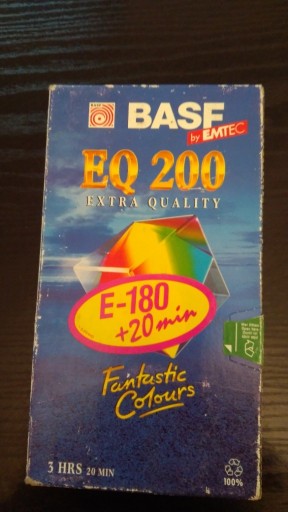 BASF
by EMTEC
EQ 200
EXTRA QUALITY
E-180
+20 min
Fantastic
Colours
3 HRS 20 MIN
100%